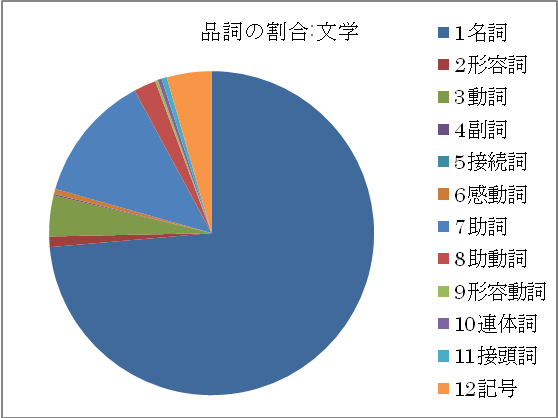 品詞の割合:文学
1名詞
2形容詞
3動詞
4副詞
5接続詞
6感動詞
7助詞
8助動詞
9形容動詞
10連体詞
11接頭詞
12記号